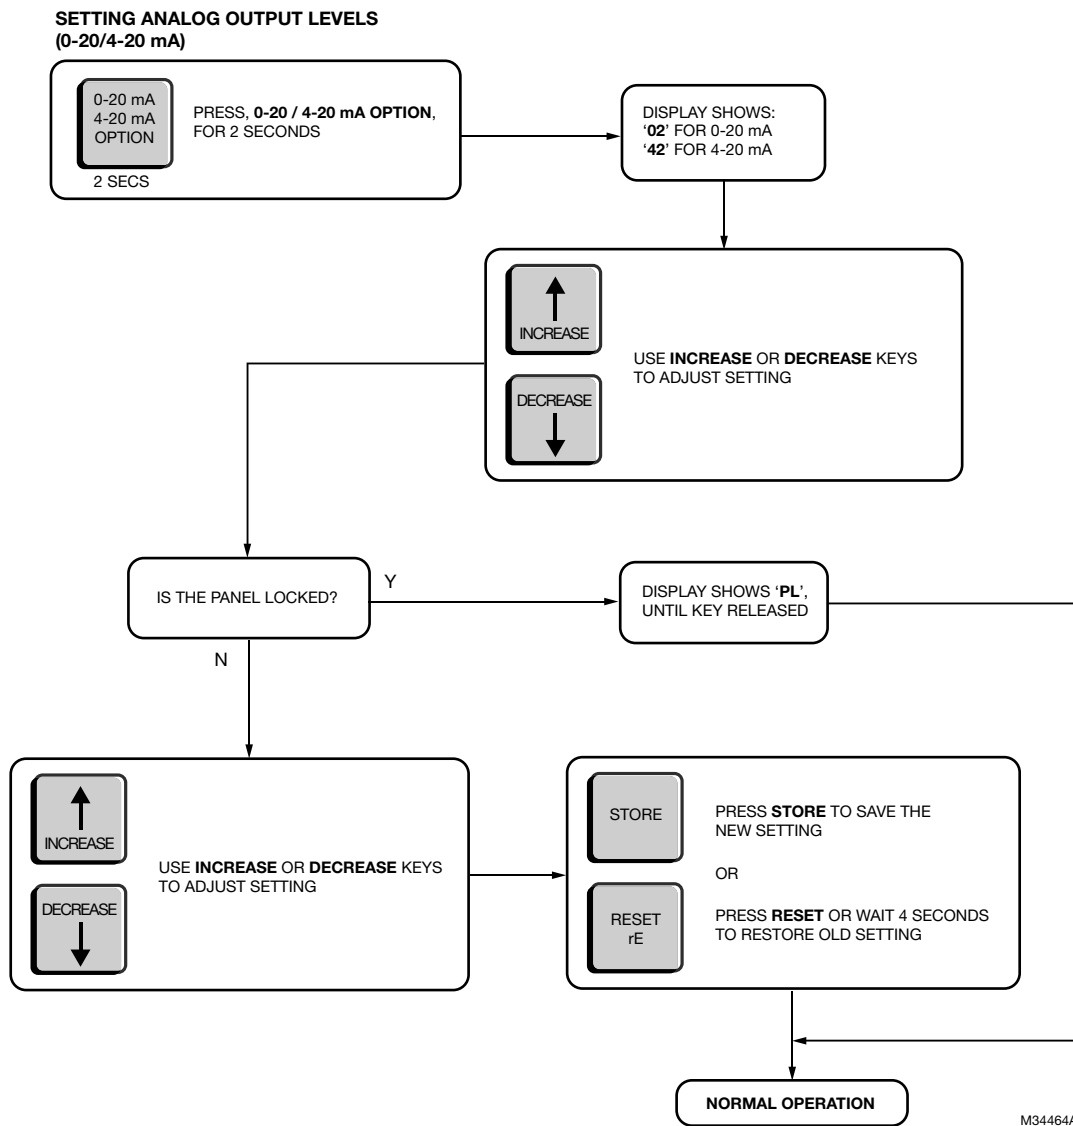 SETTING ANALOG OUTPUT LEVELS
(0-20/4-20 mA)
0-20 mA
4-20 mA
OPTION
2 SECS
PRESS, 0-20 / 4-20 mA OPTION,
FOR 2 SECONDS
DISPLAY SHOWS:
'02' FOR 0-20 mA
'42' FOR 4-20 mA
INCREASE
DECREASE
USE INCREASE OR DECREASE KEYS
TO ADJUST SETTING
IS THE PANEL LOCKED?
Y
DISPLAY SHOWS 'PL',
UNTIL KEY RELEASED
N
INCREASE
DECREASE
USE INCREASE OR DECREASE KEYS
TO ADJUST SETTING
STORE
PRESS STORE TO SAVE THE
NEW SETTING
OR
RESET
rE
PRESS RESET OR WAIT 4 SECONDS
TO RESTORE OLD SETTING
NORMAL OPERATION
M34464A